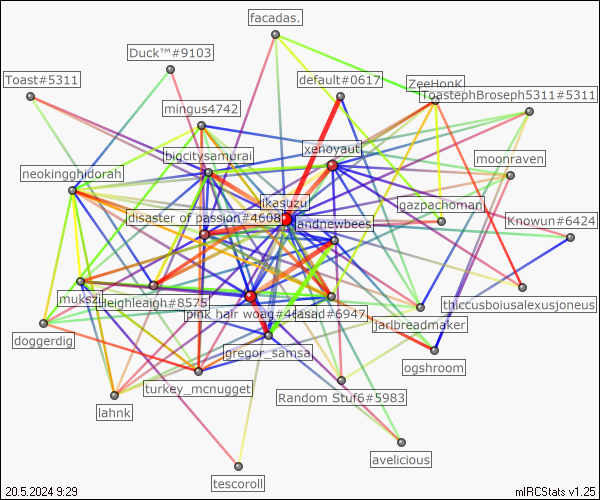 facadas.
Duck™#9103
Toast#5311
default#0617
ZeeHonK
ToastephBroseph5311#5311
mingus4742
xenoyaut
bigcitysamurai
moonraven
neokingghidorah
ikasuzu
gazpachoman
disaster of passion#4608
landnewbees
Knowun#6424
mukszi
Heighleagh#8575
thiccusboiusalexusjoneus
pink hair woag#4
asad#6947
jarlbreadmaker
doggerdig
gregor_samsa
ogshroom
turkey_mcnugget
Random Stuf6#5983
lahnk
avelicious
tescoroll
20.5.2024 9:29
mIRCStats v1.25